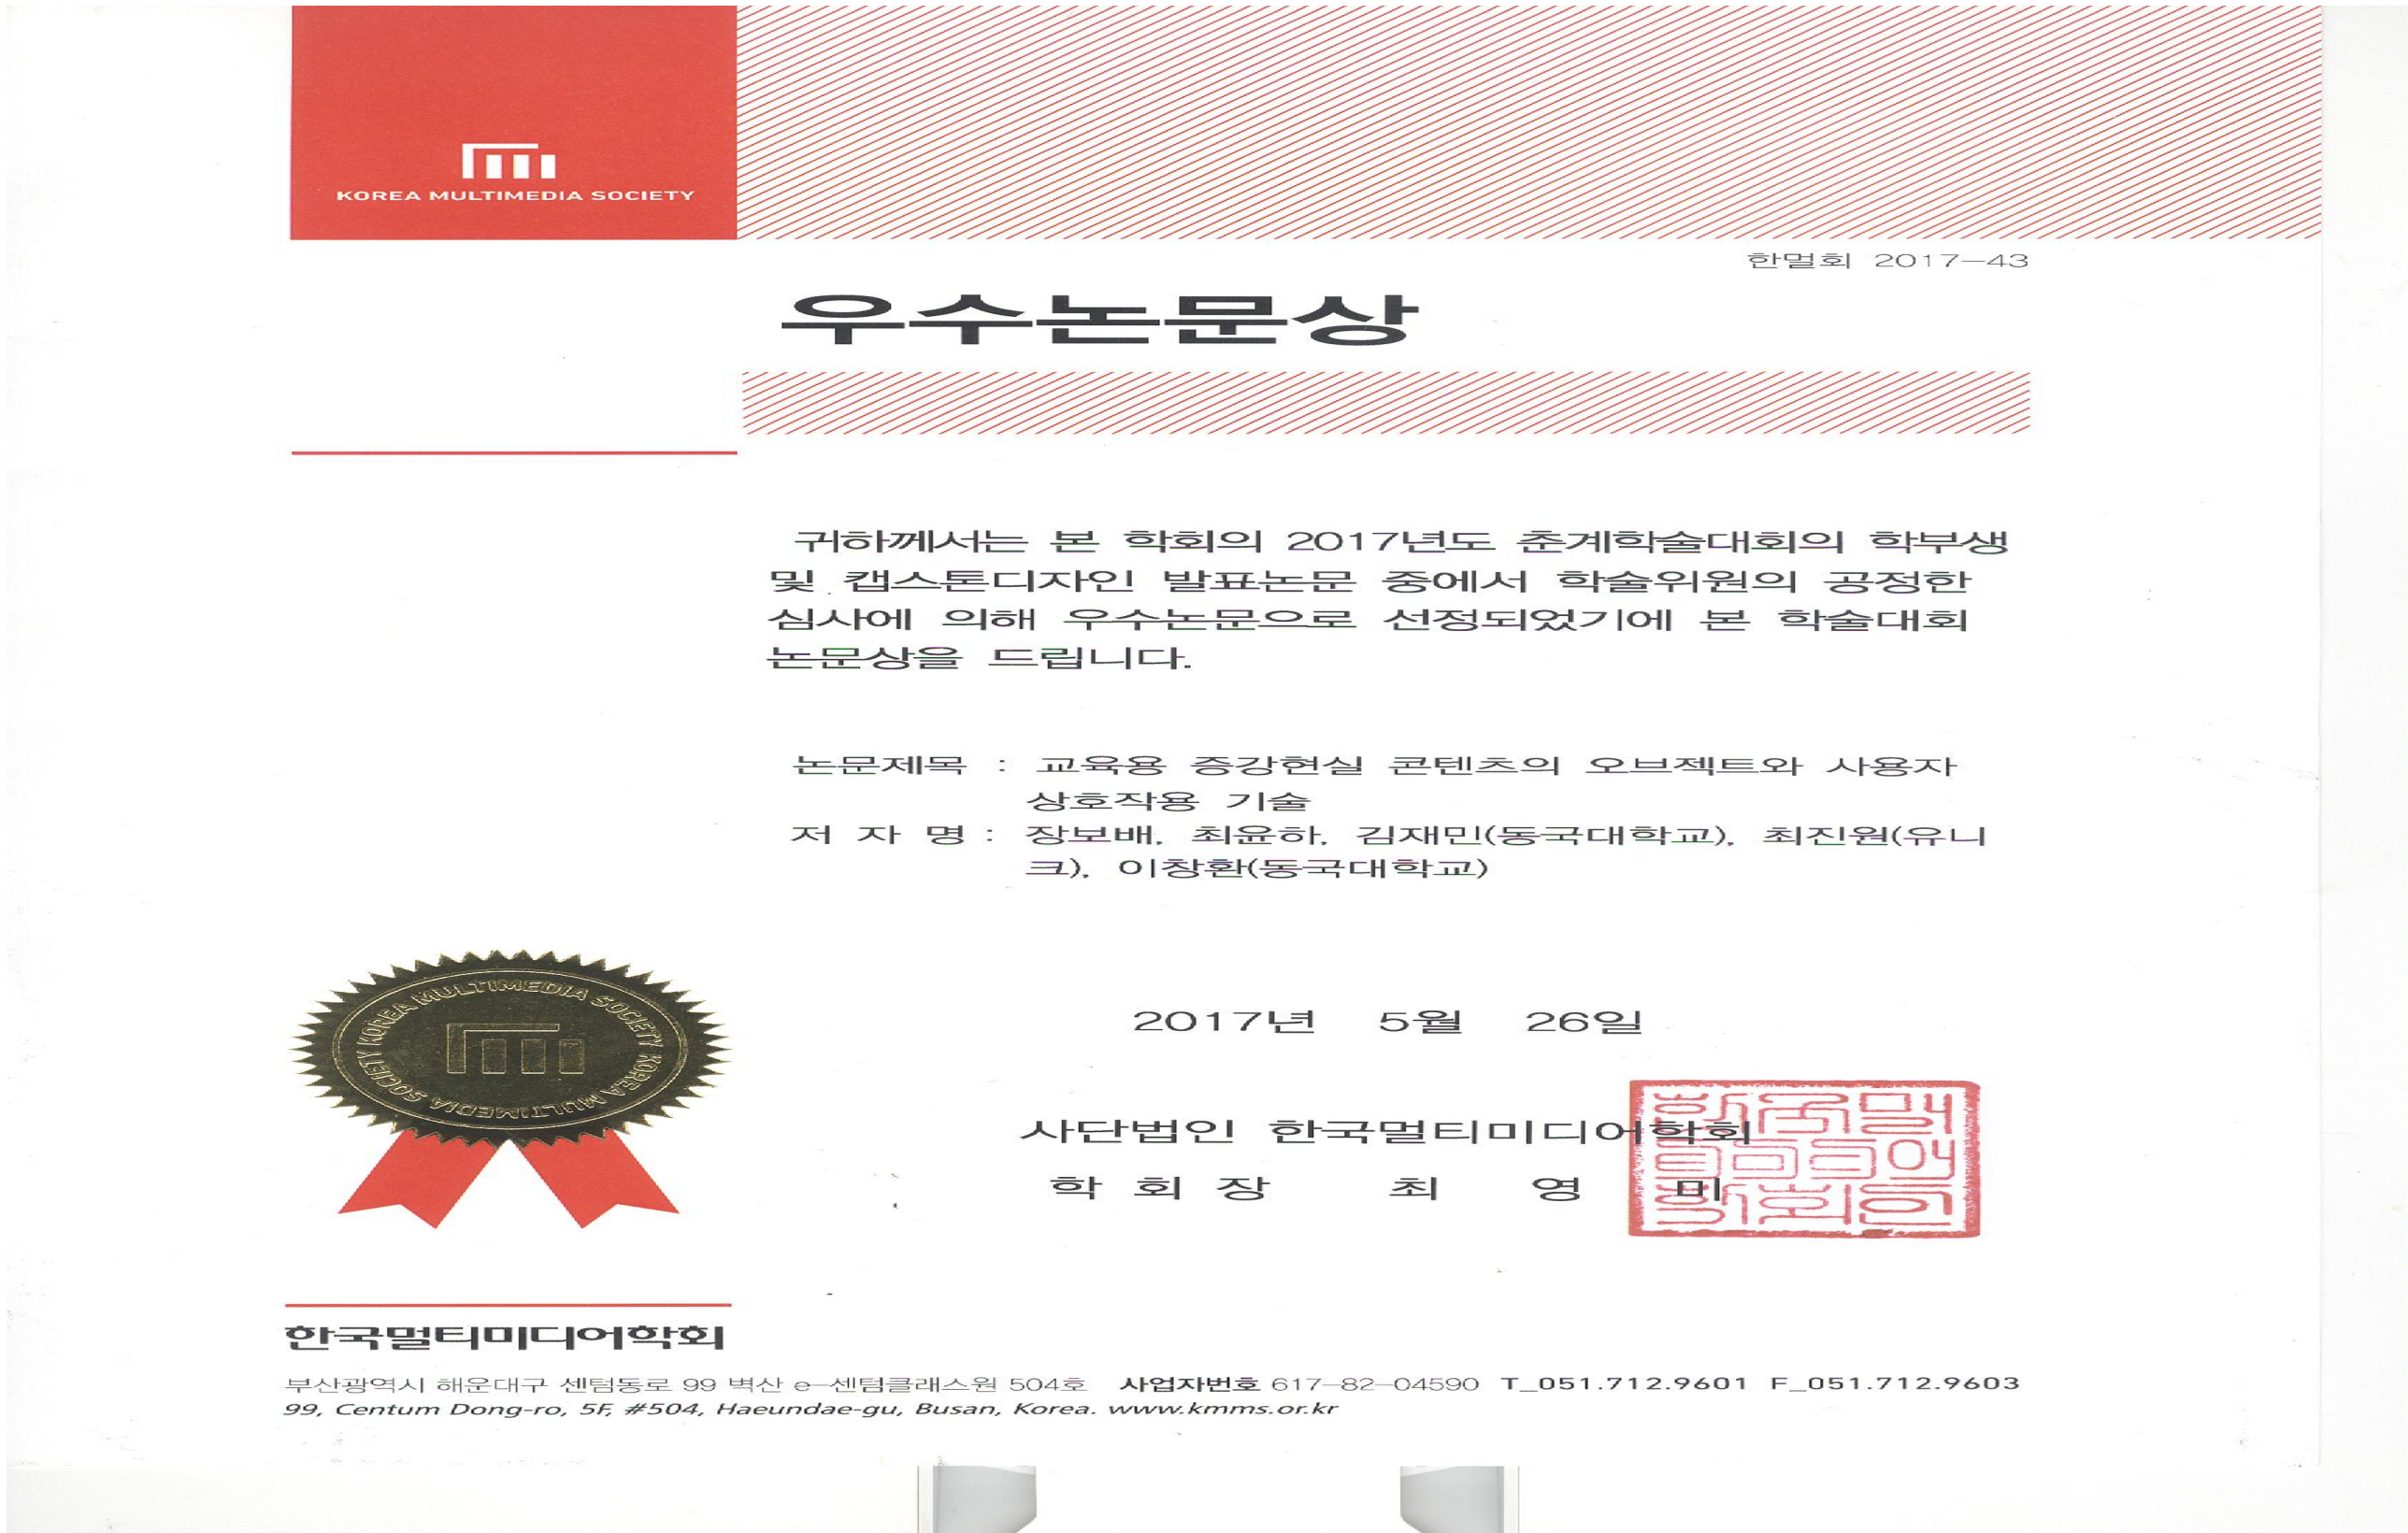 KOREA MULTIMEDIA SOCIETY
한멀회 2017-43
우수논문상
귀하께서는 본 학회의 2017년도 춘계학술대회의 학부생
및 캡스톤디자인 발표논문 중에서 학술위원의 공정한
심사에 의해 우수논문으로 선정되었기에 본 학술대회
논문상을 드립니다.
논문제목 : 교육용 증강현실 콘텐츠의 오브젝트와 사용자
상호작용 기술
저 자 명 : 장보배, 최윤하, 김재민(동국대학교), 최진원(유니
크), 이창환(동국대학교)
KOREA MULTIMEDIA SOCIETY KOREA MULTIMEDIA SOCIETY
2017년 5월 26일
사단법인 한국멀티미디어학회
학 회 장 최 영 미
한국멀
티미디어
학회의인
한국멀티미디어학회
부산광역시 해운대구 센텀동로 99 벽산 e-센텀클래스원 504호 사업자번호 617-82-04590 T_051.712.9601 F_051.712.9603
99, Centum Dong-ro, 5F, #504, Haeundae-gu, Busan, Korea. www.kmms.or.kr